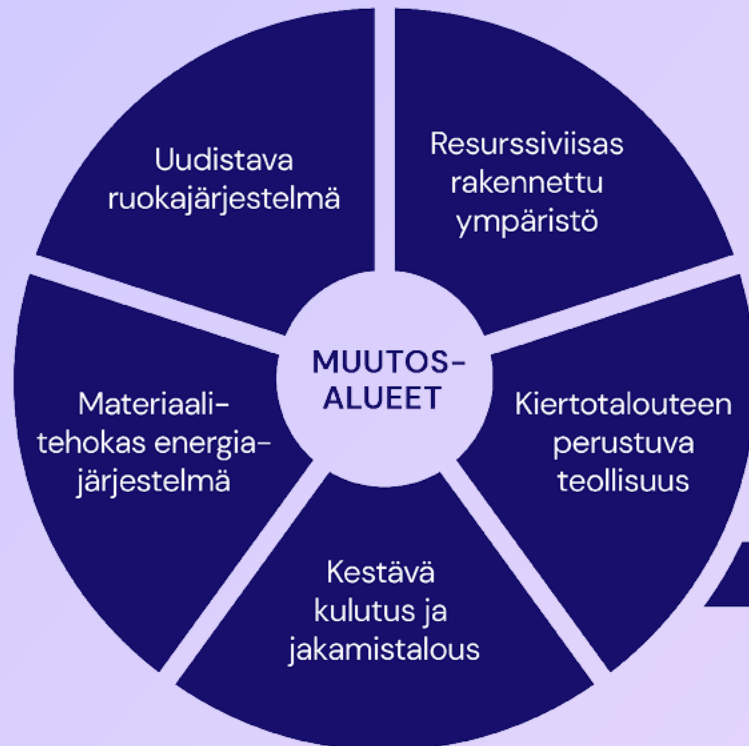 Uudistava
ruokajärjestelmä
Resurssiviisas
rakennettu
ympäristö
MUUTOS-
ALUEET
Materiaali-
tehokas energia-
järjestelmä
Kiertotalouteen
perustuva
teollisuus
Kestävä
kulutus ja
jakamistalous